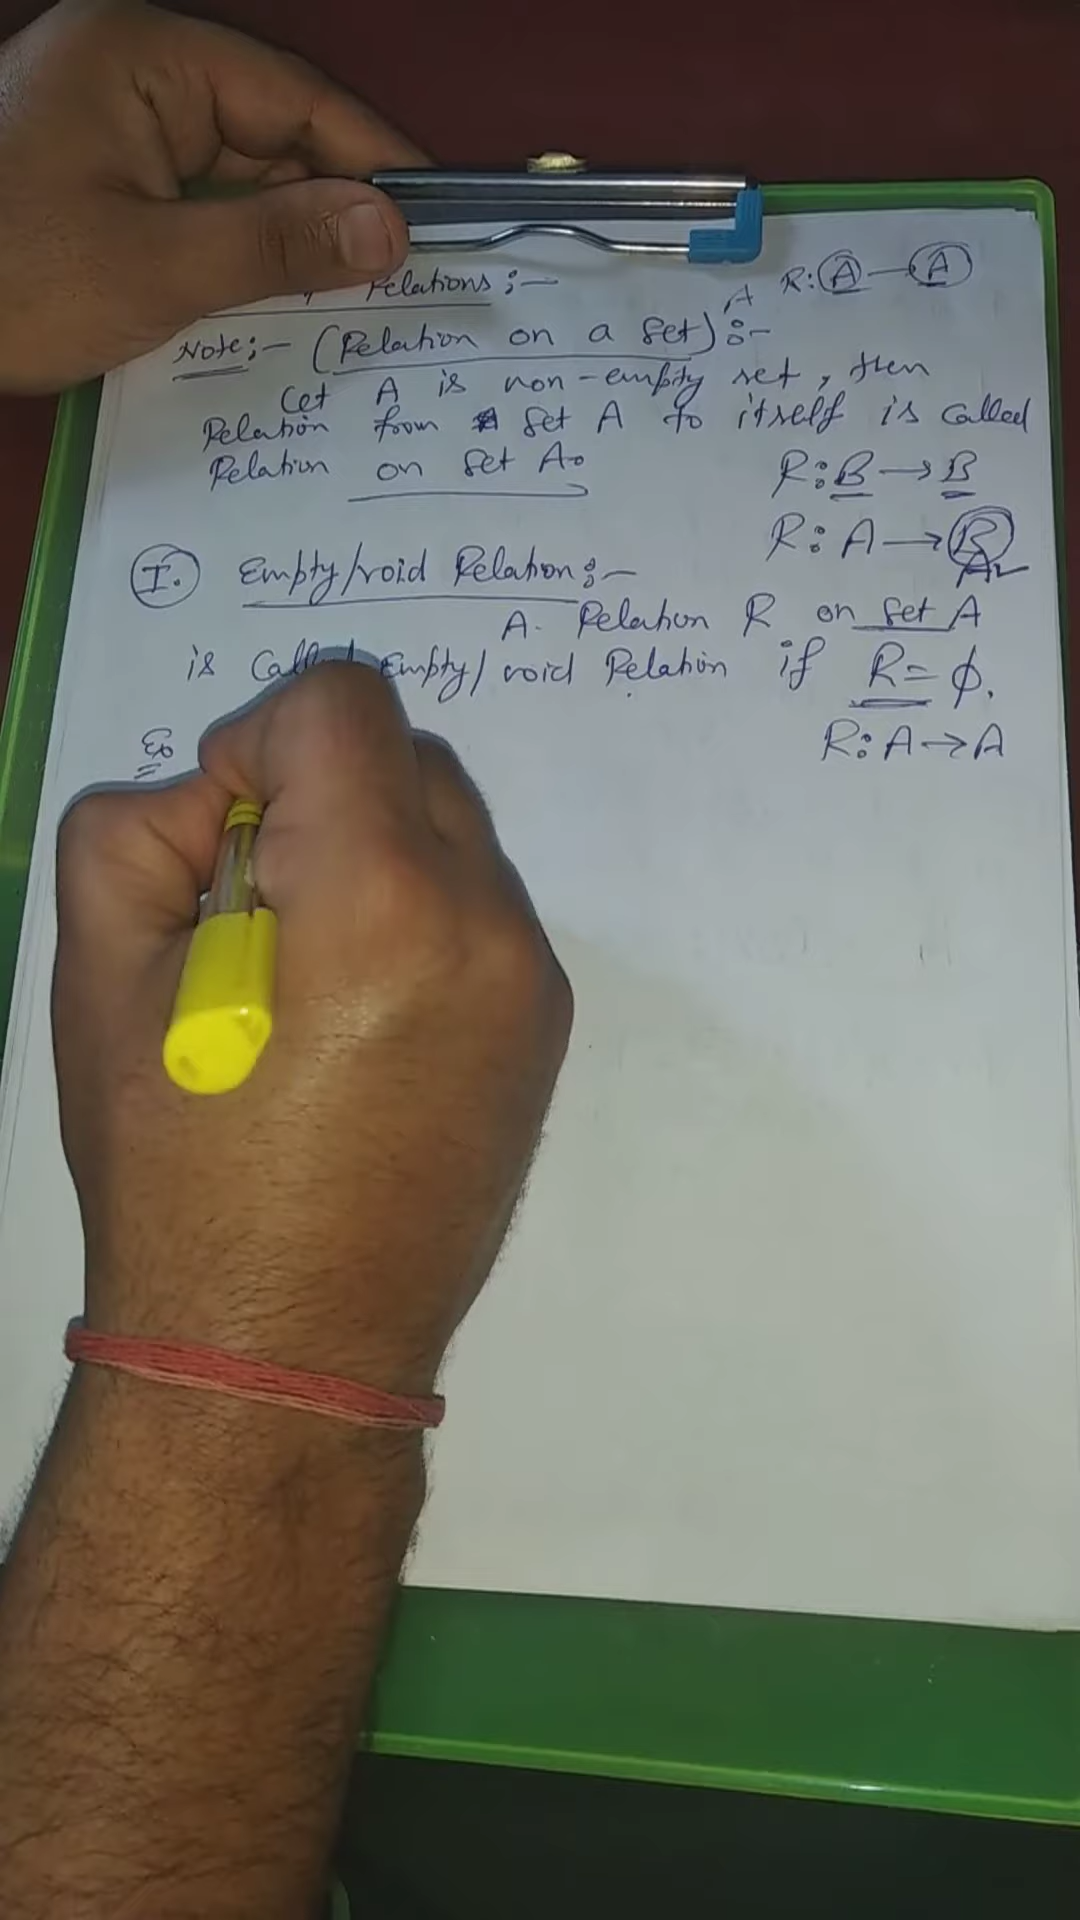 Relations :-
R: A — A
A
Note :- (Relation on a set) :-
Let A is non-empty set, then
Relation from set A to itself is called
Relation on set A.
R: B → B
R: A → B
A
I. Empty/void Relation :-
A Relation R on set A
is called Empty/void Relation if R = ϕ.
Ex
R: A → A